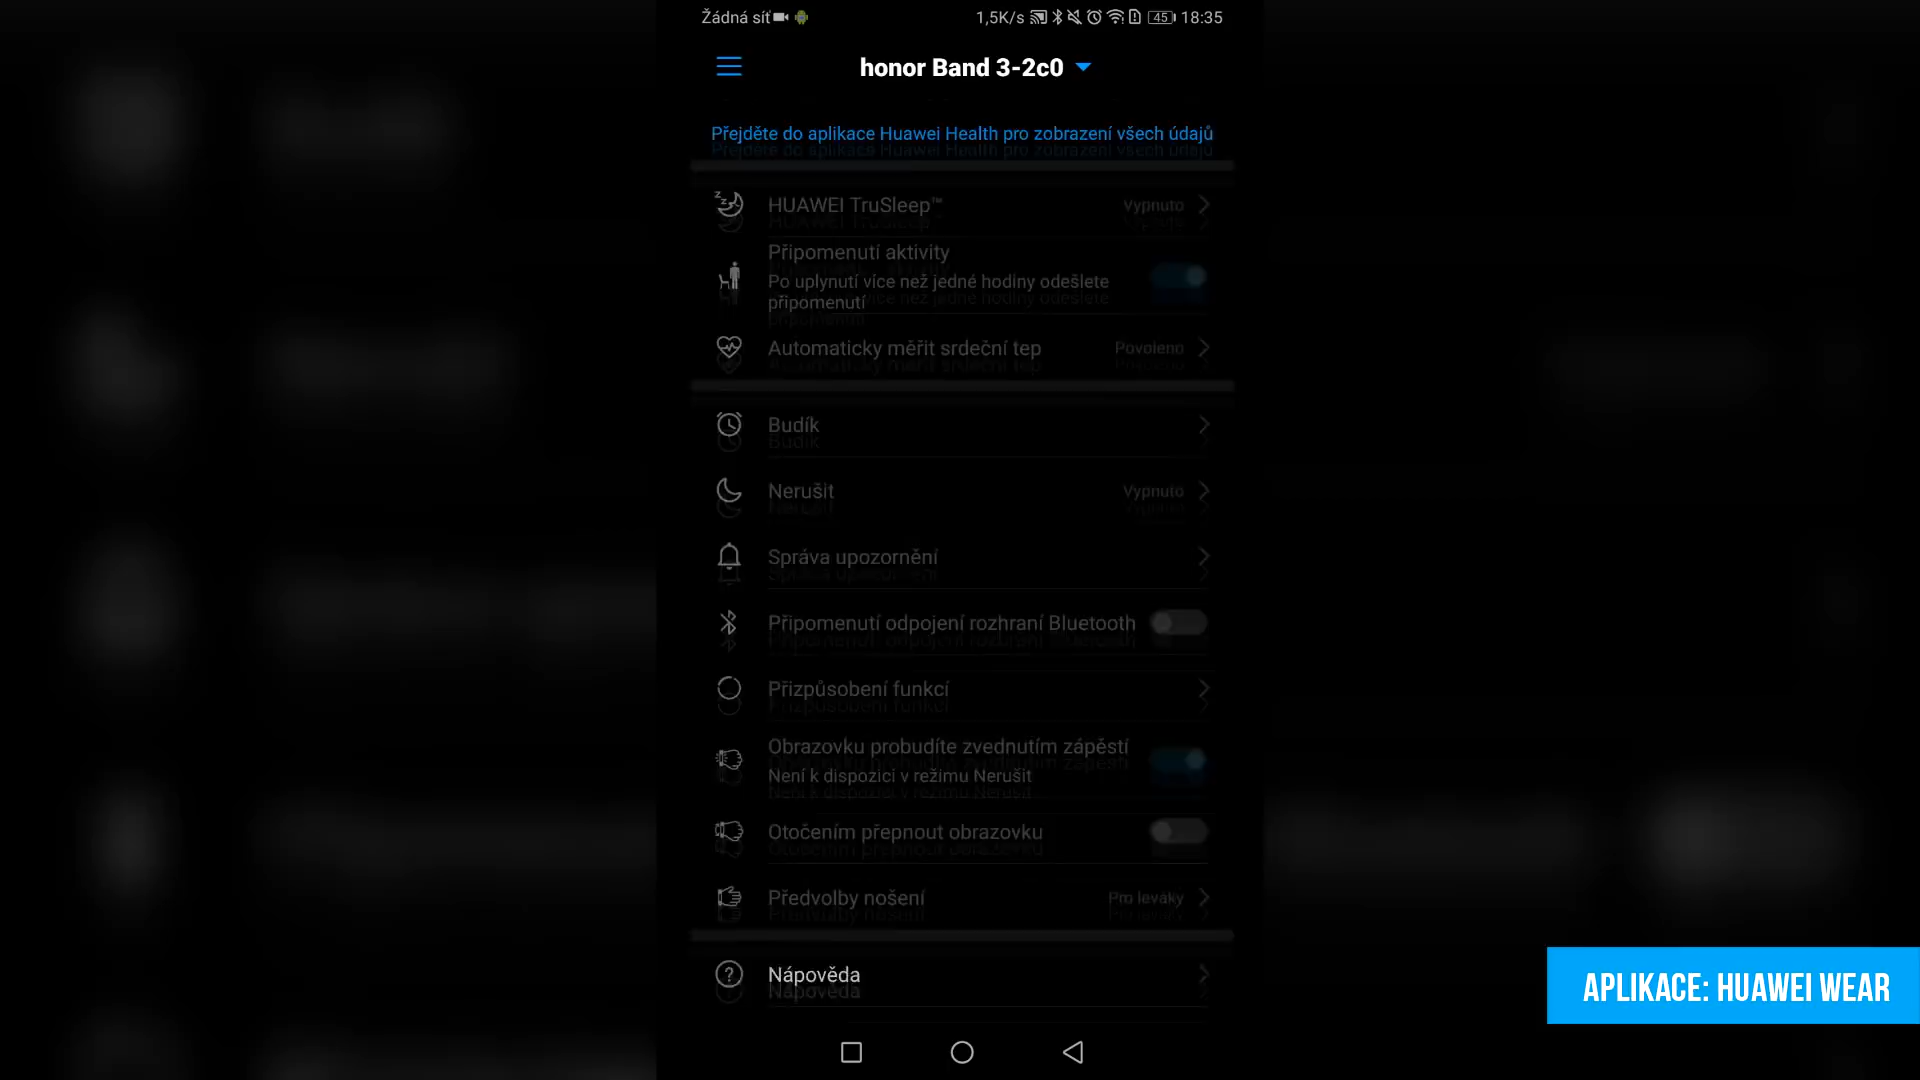 Žádná síť 1,5K/s 45 18:35
honor Band 3-2c0
Přejděte do aplikace Huawei Health pro zobrazení všech údajů
HUAWEI TruSleep™ Vypnuto
Připomenutí aktivity
Po uplynutí více než jedné hodiny odešlete
připomenutí
Automaticky měřit srdeční tep Povoleno
Budík
Nerušit Vypnuto
Správa upozornění
Připomenutí odpojení rozhraní Bluetooth
Přizpůsobení funkcí
Obrazovku probudíte zvednutím zápěstí
Není k dispozici v režimu Nerušit
Otočením přepnout obrazovku
Předvolby nošení Pro leváky
Nápověda
APLIKACE: HUAWEI WEAR